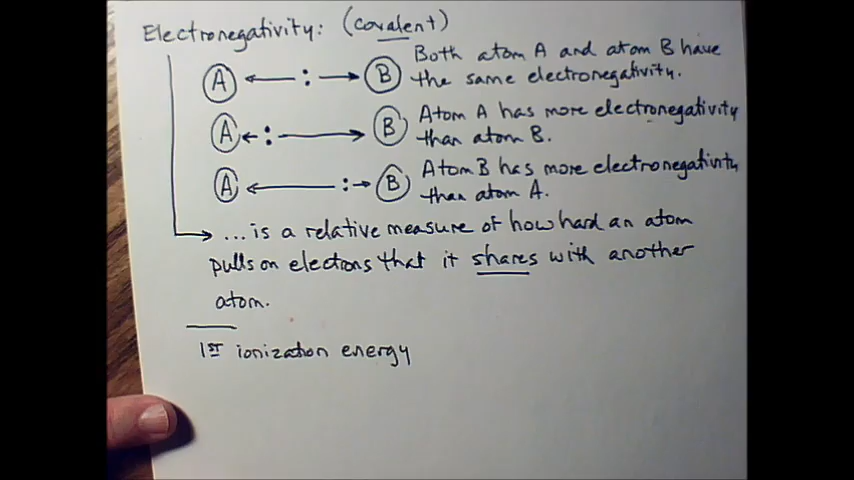 Electronegativity: (covalent)
A ← : → B Both atom A and atom B have
the same electronegativity.
A ← : → B Atom A has more electronegativity
than atom B.
A ← : → B Atom B has more electronegativity
than atom A.
... is a relative measure of how hard an atom
pulls on electrons that it shares with another
atom.
1ST ionization energy